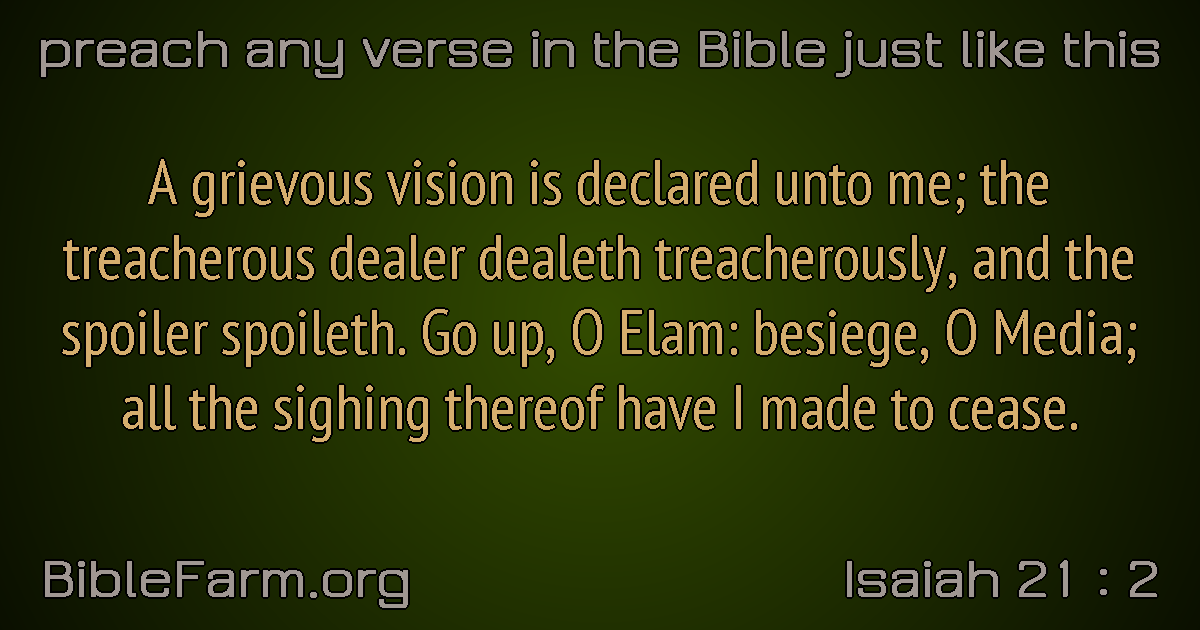 preach any verse in the Bible just like this
A grievous vision is declared unto me; the
treacherous dealer dealeth treacherously, and the
spoiler spoileth. Go up, O Elam: besiege, O Media;
all the sighing thereof have I made to cease.
BibleFarm.org
Isaiah 21 : 2